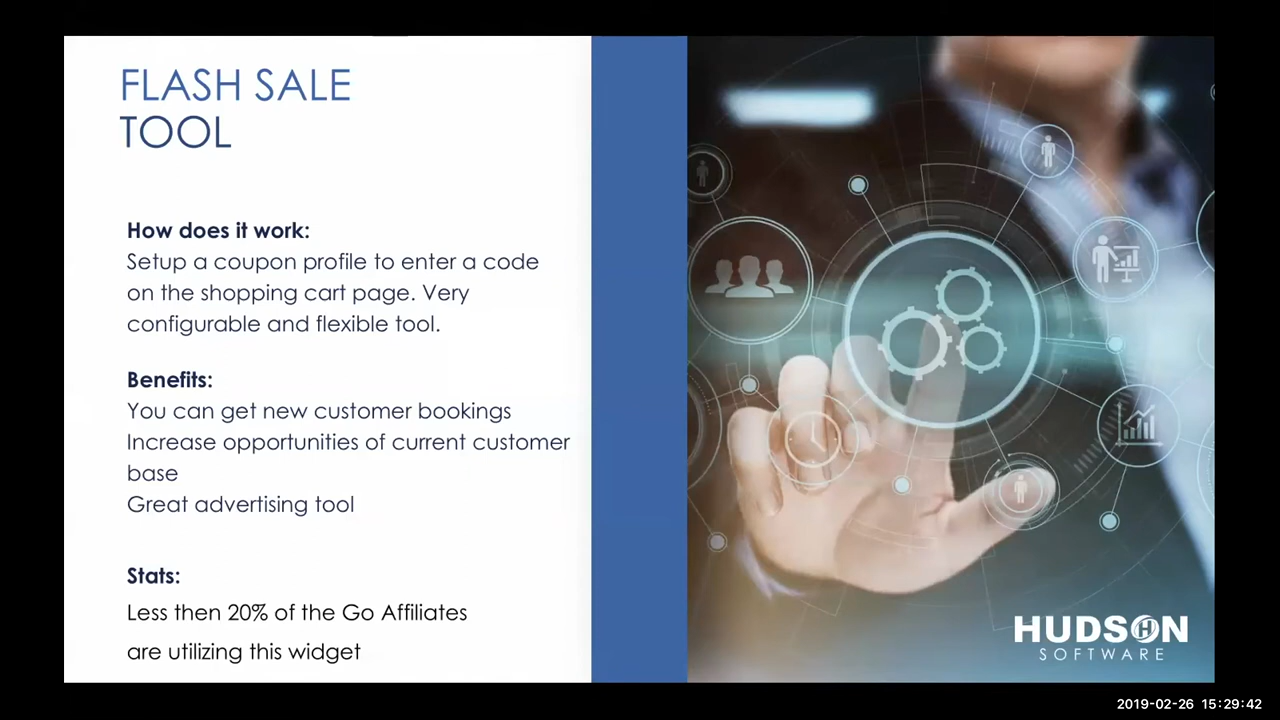 FLASH SALE
TOOL
How does it work:
Setup a coupon profile to enter a code
on the shopping cart page. Very
configurable and flexible tool.
Benefits:
You can get new customer bookings
Increase opportunities of current customer
base
Great advertising tool
Stats:
Less then 20% of the Go Affiliates
are utilizing this widget
HUDSON
SOFTWARE
2019-02-26 15:29:42